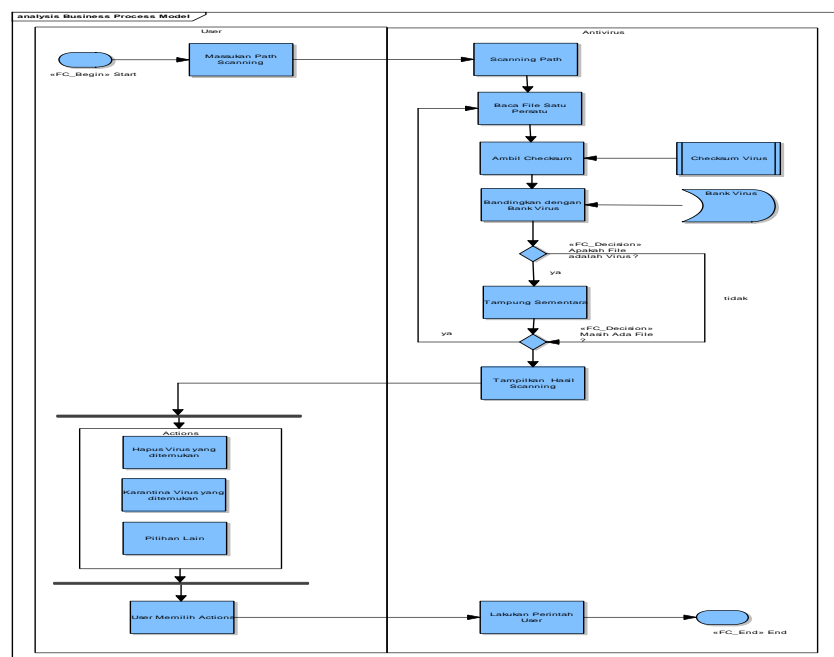 analysis Business Process Model
User
Antivirus
«FC_Begin» Start
Massukan Path
Scanning
Scanning Path
Baca File Satu
Persatu
Ambil Checksum
Checksum Virus
Bandingkan dengan
Bank Virus
Bank Virus
«FC_Decision»
Apakah File
adalah Virus?
ya
tidak
Tampung Sementara
«FC_Decision»
Masih Ada File
?
ya
Tampilkan Hasil
Scanning
Actions
Hapus Virus yang
ditemukan
Karantina Virus yang
ditemukan
Pilihan Lain
User Memilih Actions
Lakukan Perintah
User
«FC_End» End